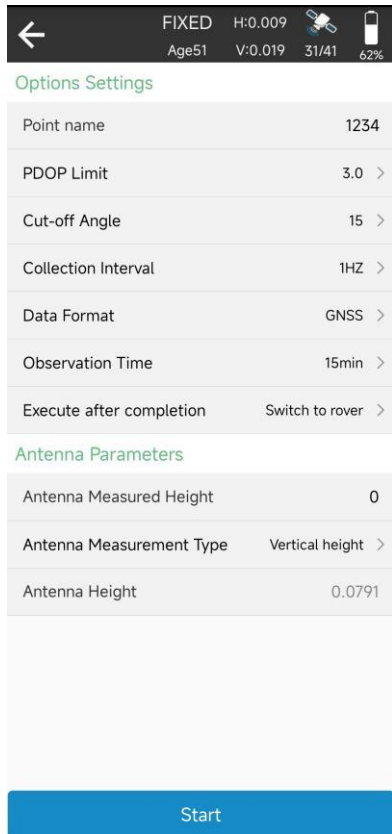 FIXED H:0.009
Age51 V:0.019 31/41 62%
Options Settings
Point name 1234
PDOP Limit 3.0 >
Cut-off Angle 15 >
Collection Interval 1HZ >
Data Format GNSS >
Observation Time 15min >
Execute after completion Switch to rover >
Antenna Parameters
Antenna Measured Height 0
Antenna Measurement Type Vertical height >
Antenna Height 0.0791
Start